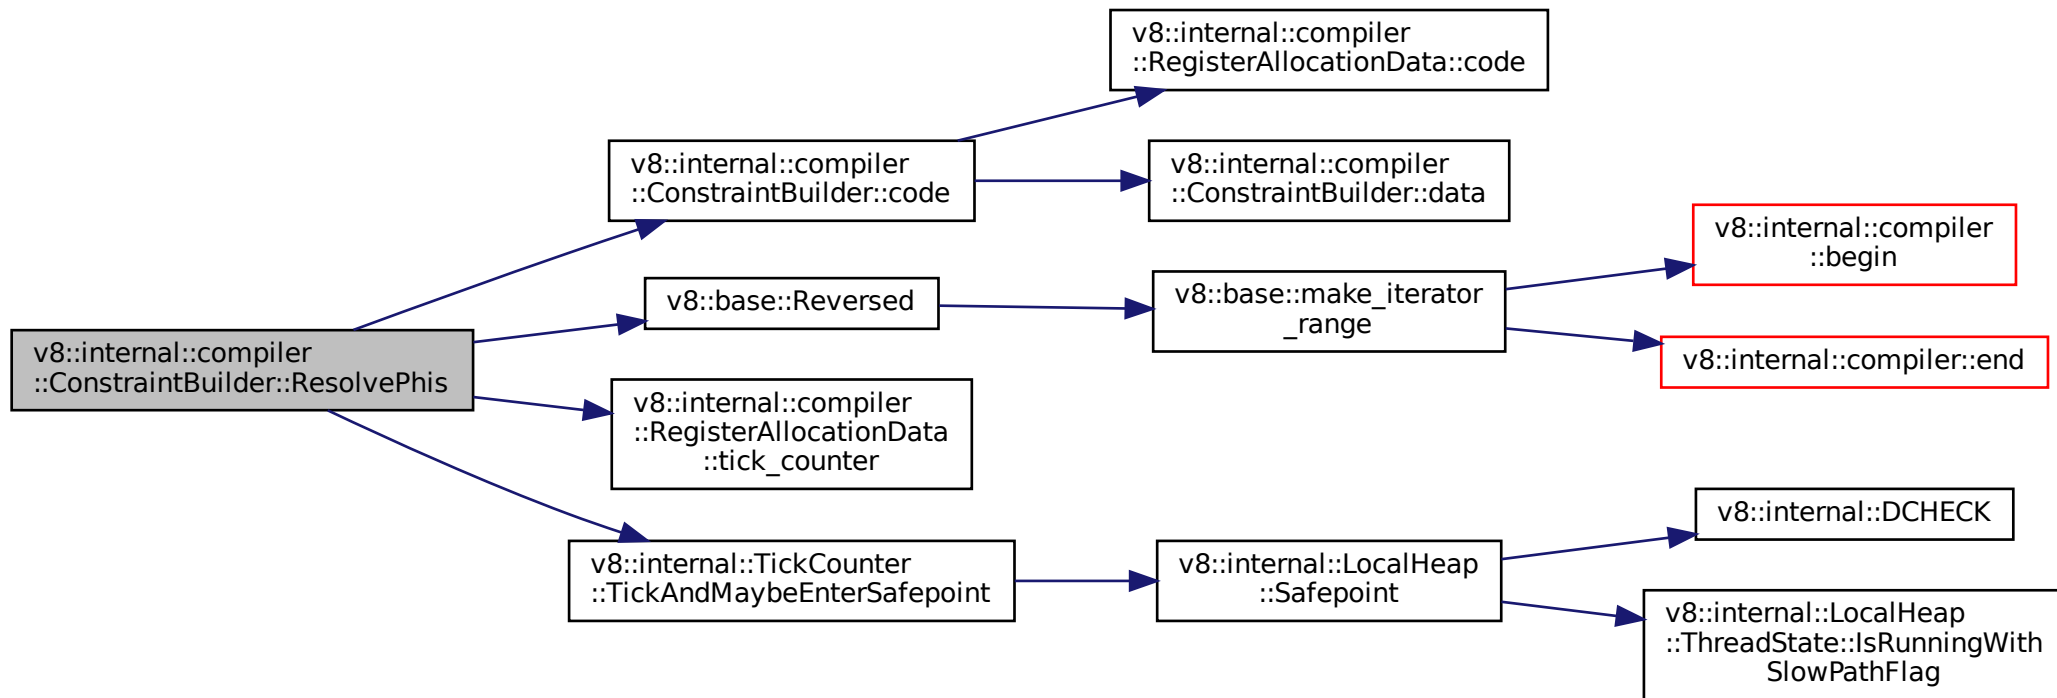 v8::internal::compiler
::RegisterAllocationData::code
v8::internal::compiler
::ConstraintBuilder::code
v8::internal::compiler
::ConstraintBuilder::data
v8::internal::compiler
::begin
v8::base::Reversed
v8::base::make_iterator
_range
v8::internal::compiler::end
v8::internal::compiler
::ConstraintBuilder::ResolvePhis
v8::internal::compiler
::RegisterAllocationData
::tick_counter
v8::internal::DCHECK
v8::internal::TickCounter
::TickAndMaybeEnterSafepoint
v8::internal::LocalHeap
::Safepoint
v8::internal::LocalHeap
::ThreadState::IsRunningWith
SlowPathFlag